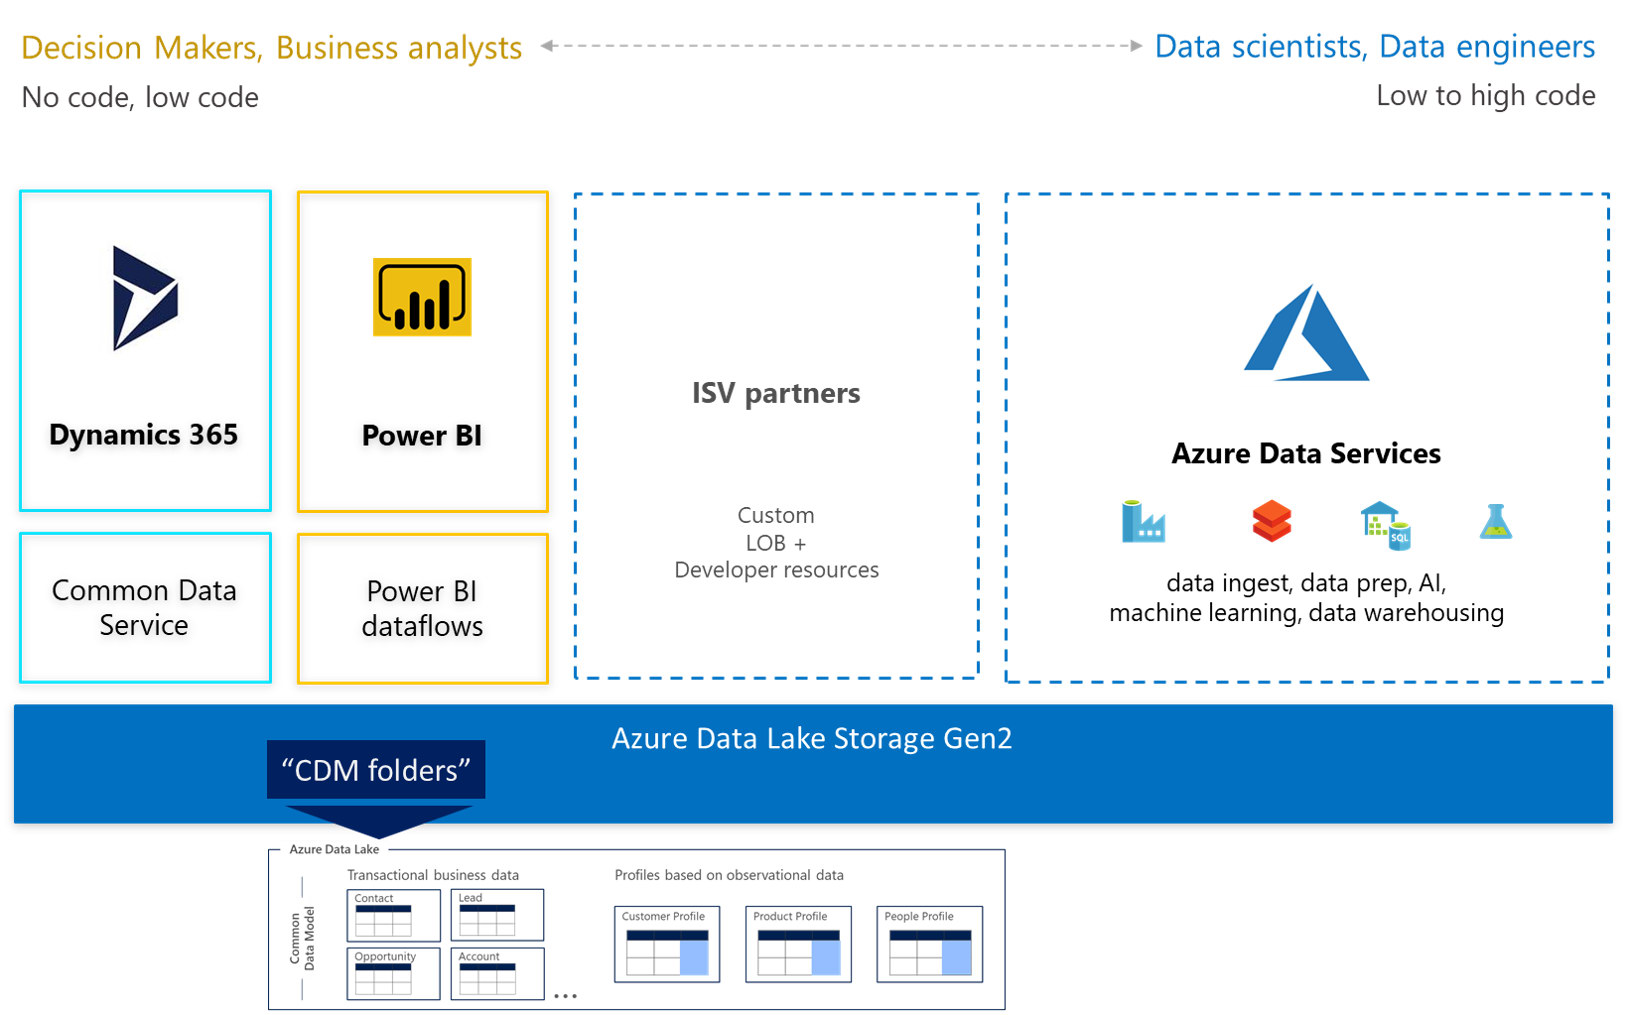 Decision Makers, Business analysts
Data scientists, Data engineers
No code, low code
Low to high code
Dynamics 365
Power BI
ISV partners
Custom
LOB +
Developer resources
Azure Data Services
SQL
data ingest, data prep, AI,
machine learning, data warehousing
Common Data
Service
Power BI
dataflows
Azure Data Lake Storage Gen2
“CDM folders”
Azure Data Lake
Common
Data Model
Transactional business data
Contact
Lead
Opportunity
Account
...
Profiles based on observational data
Customer Profile
Product Profile
People Profile